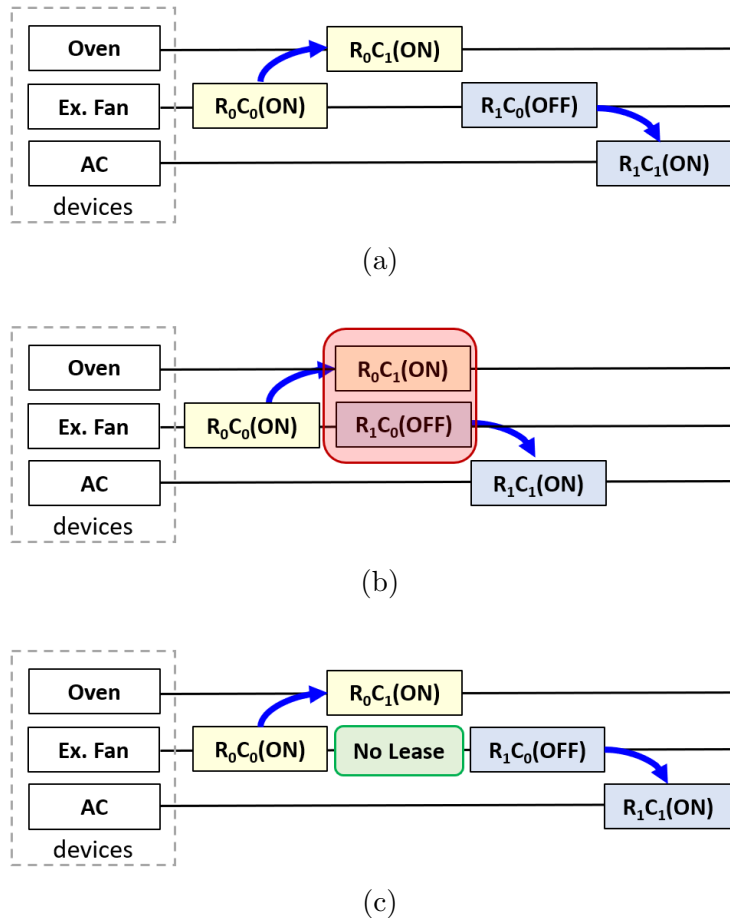 Oven R₀C₁(ON)
Ex. Fan R₀C₀(ON) R₁C₀(OFF)
AC R₁C₁(ON)
devices
(a)
Oven R₀C₁(ON)
Ex. Fan R₀C₀(ON) R₁C₀(OFF)
AC R₁C₁(ON)
devices
(b)
Oven R₀C₁(ON)
Ex. Fan R₀C₀(ON) No Lease R₁C₀(OFF)
AC R₁C₁(ON)
devices
(c)